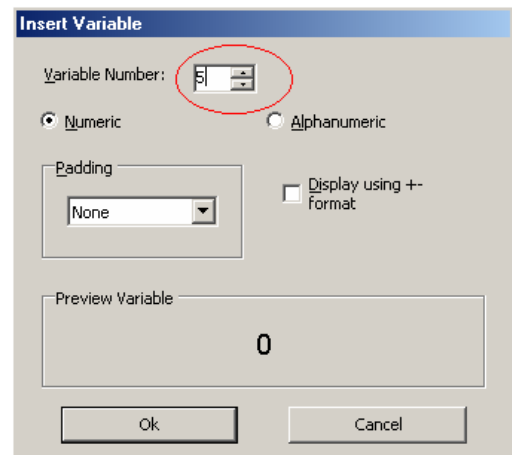 Insert Variable
Variable Number: 5
Numeric Alphanumeric
Padding
Display using +-
format
None
Preview Variable
0
Ok Cancel